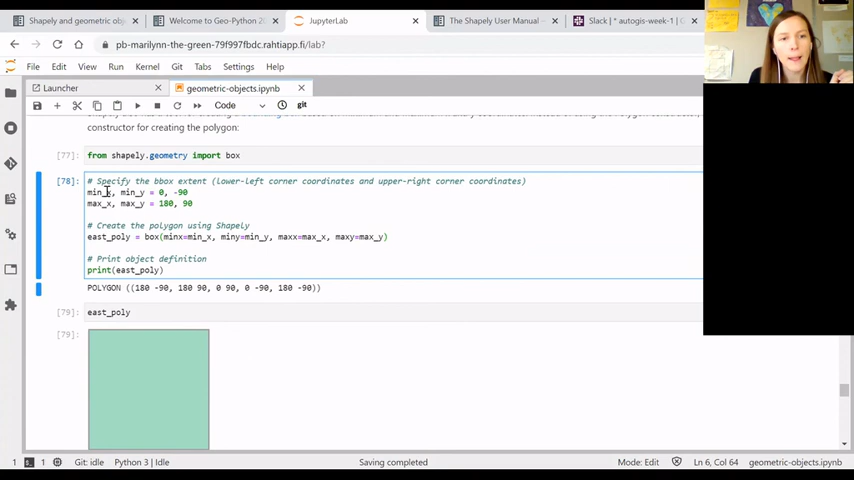 Shapely and geometric obj
Welcome to Geo-Python 20
JupyterLab
The Shapely User Manual —
Slack | * autogis-week-1 |
pb-marilynn-the-green-79f997fbdc.rahtiapp.fi/lab?
File Edit View Run Kernel Git Tabs Settings Help
Launcher
geometric-objects.ipynb
Code
git
constructor for creating the polygon:
[77]: from shapely.geometry import box
[78]: # Specify the bbox extent (lower-left corner coordinates and upper-right corner coordinates)
min_x, min_y = 0, -90
max_x, max_y = 180, 90
# Create the polygon using Shapely
east_poly = box(minx=min_x, miny=min_y, maxx=max_x, maxy=max_y)
# Print object definition
print(east_poly)
POLYGON ((180 -90, 180 90, 0 90, 0 -90, 180 -90))
[79]: east_poly
[79]:
1 1 Git: idle Python 3 | Idle Saving completed Mode: Edit Ln 6, Col 64 geometric-objects.ipynb